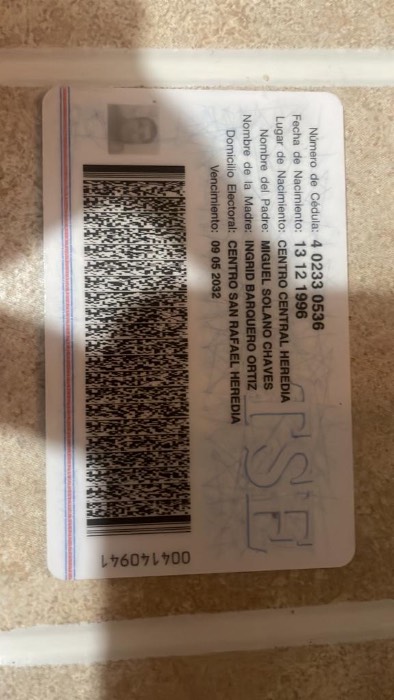 Número de Cédula: 4 0233 0536
Fecha de Nacimiento: 13 12 1996
Lugar de Nacimiento: CENTRO CENTRAL HEREDIA
Nombre del Padre: MIGUEL SOLANO CHAVES
Nombre de la Madre: INGRID BARQUERO ORTIZ
Domicilio Electoral: CENTRO SAN RAFAEL HEREDIA
Vencimiento: 09 05 2032
TSE
004140941